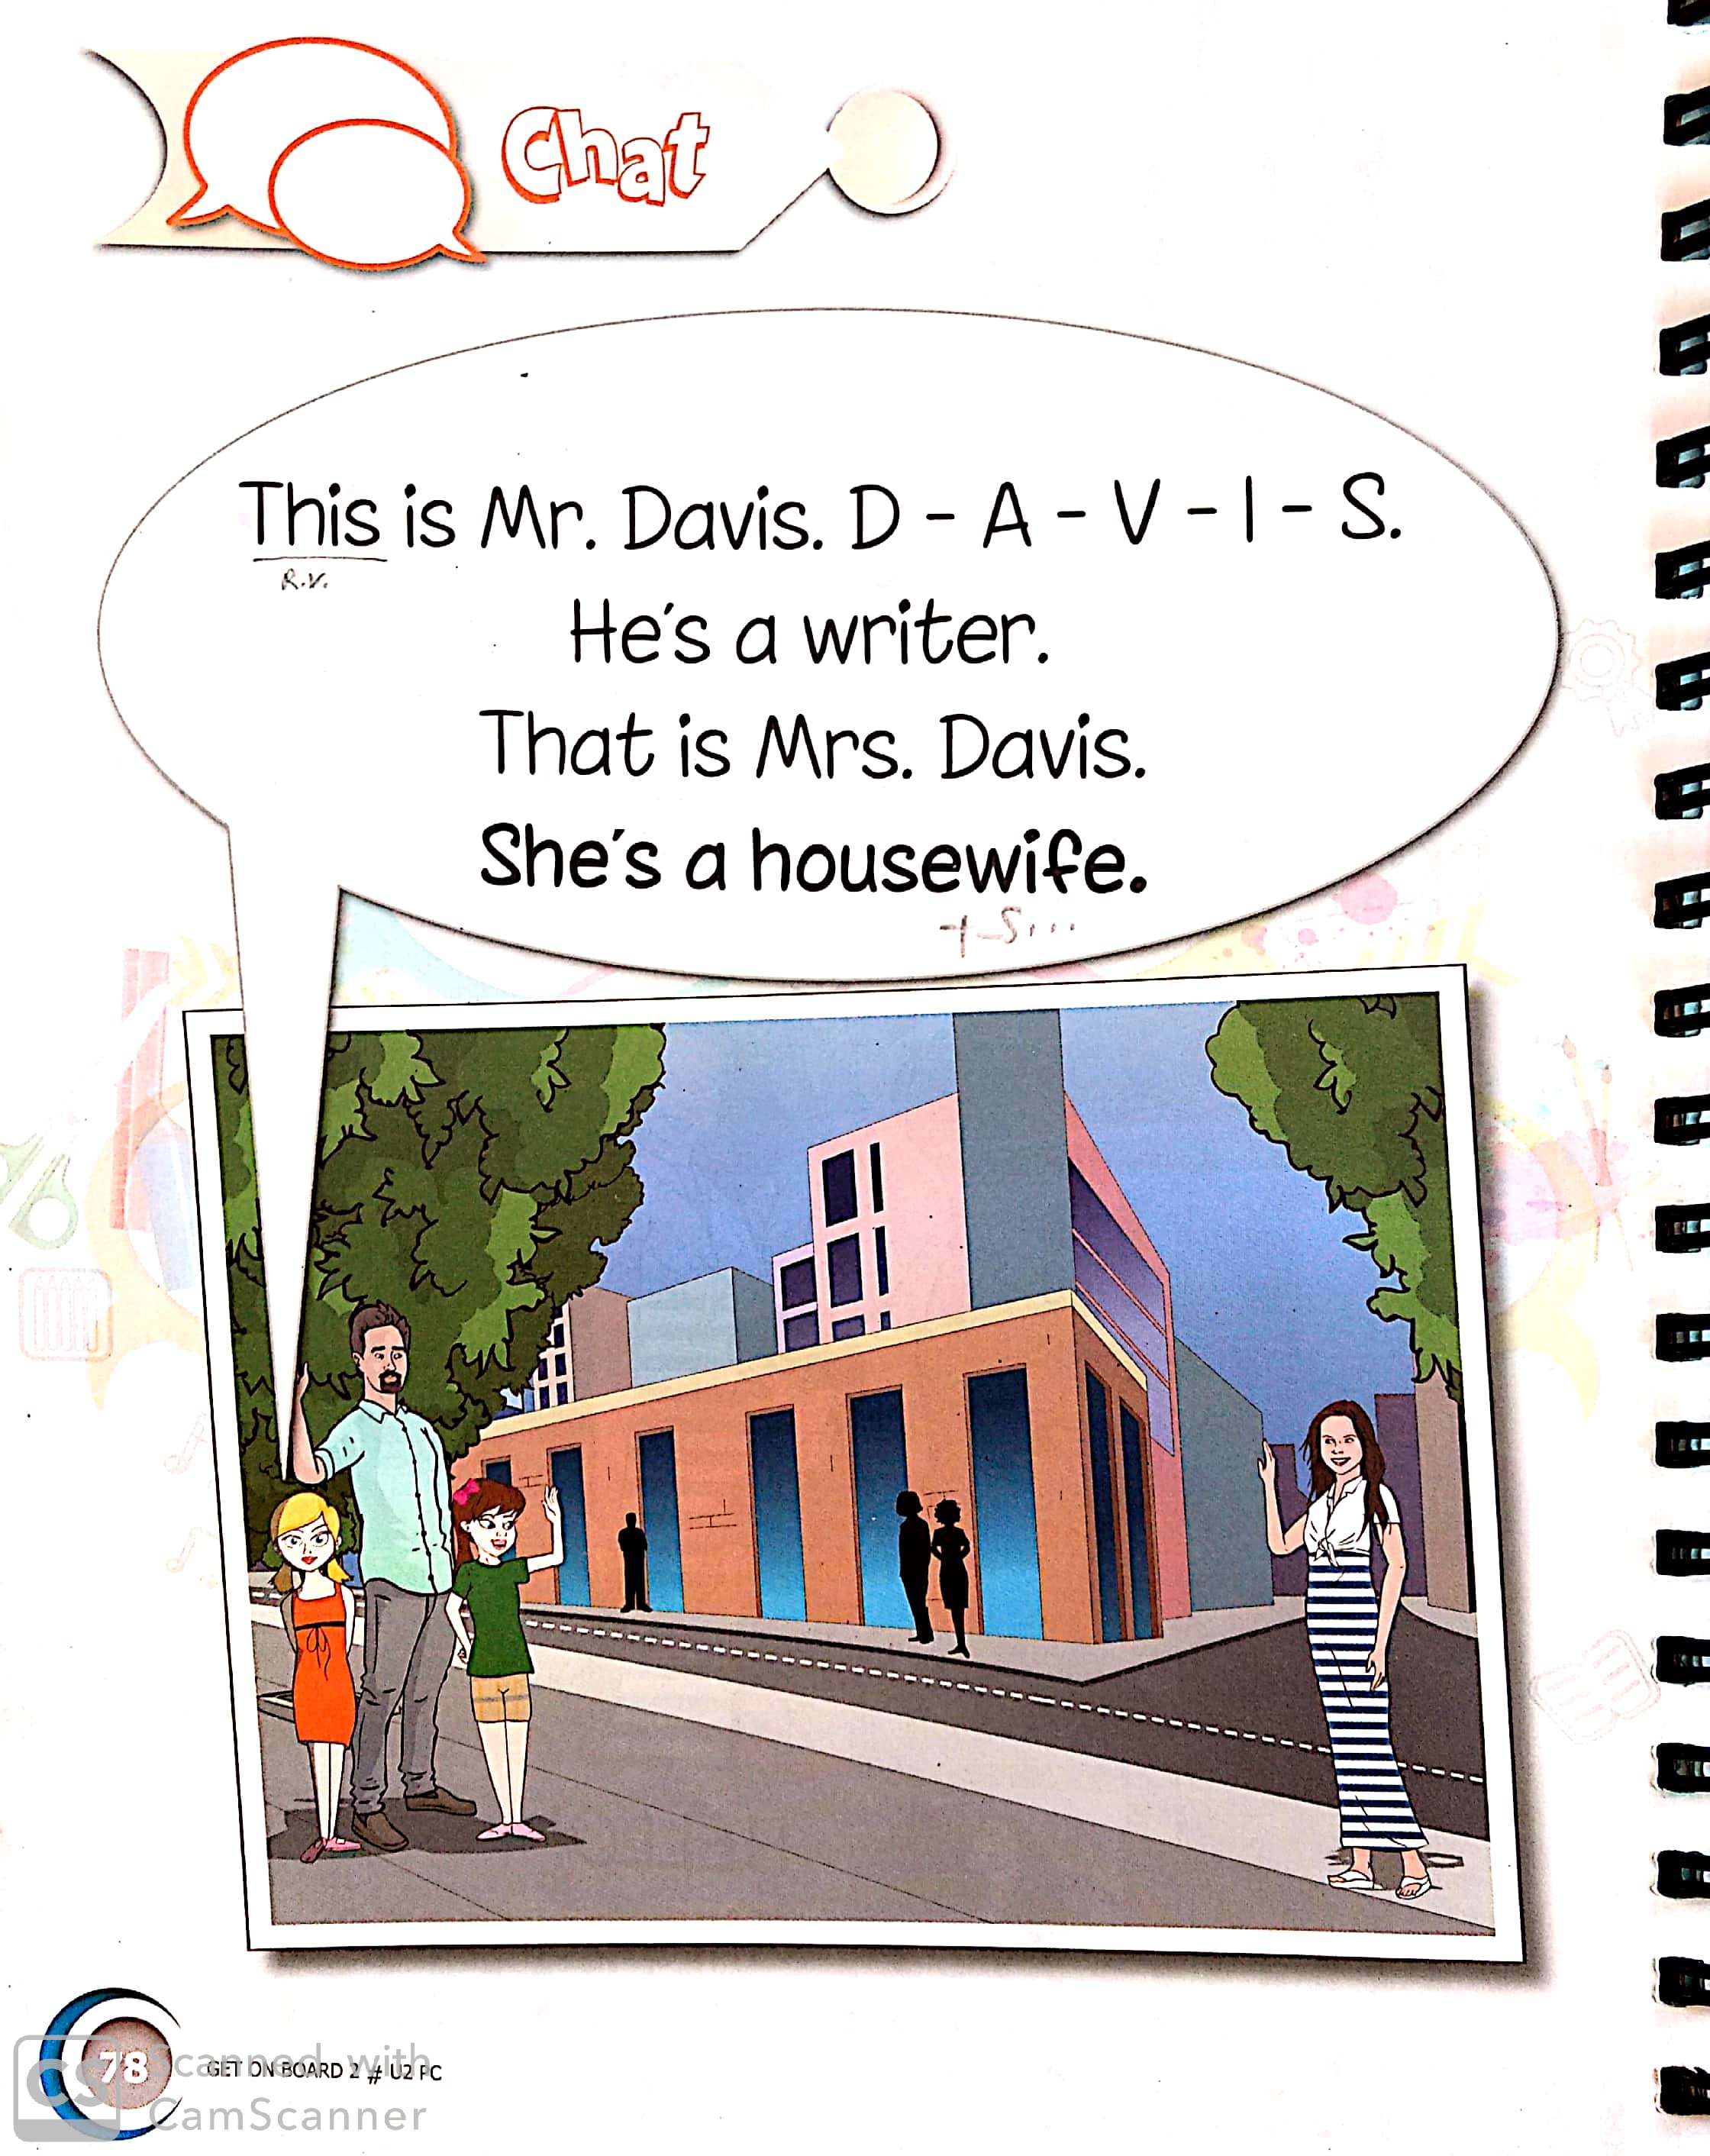 Chat
This is Mr. Davis. D - A - V - I - S.
R.V.
He's a writer.
That is Mrs. Davis.
She's a housewife.
+ S...
78
GET ON BOARD 2 # U2 PC
CS
Scanned with
CamScanner